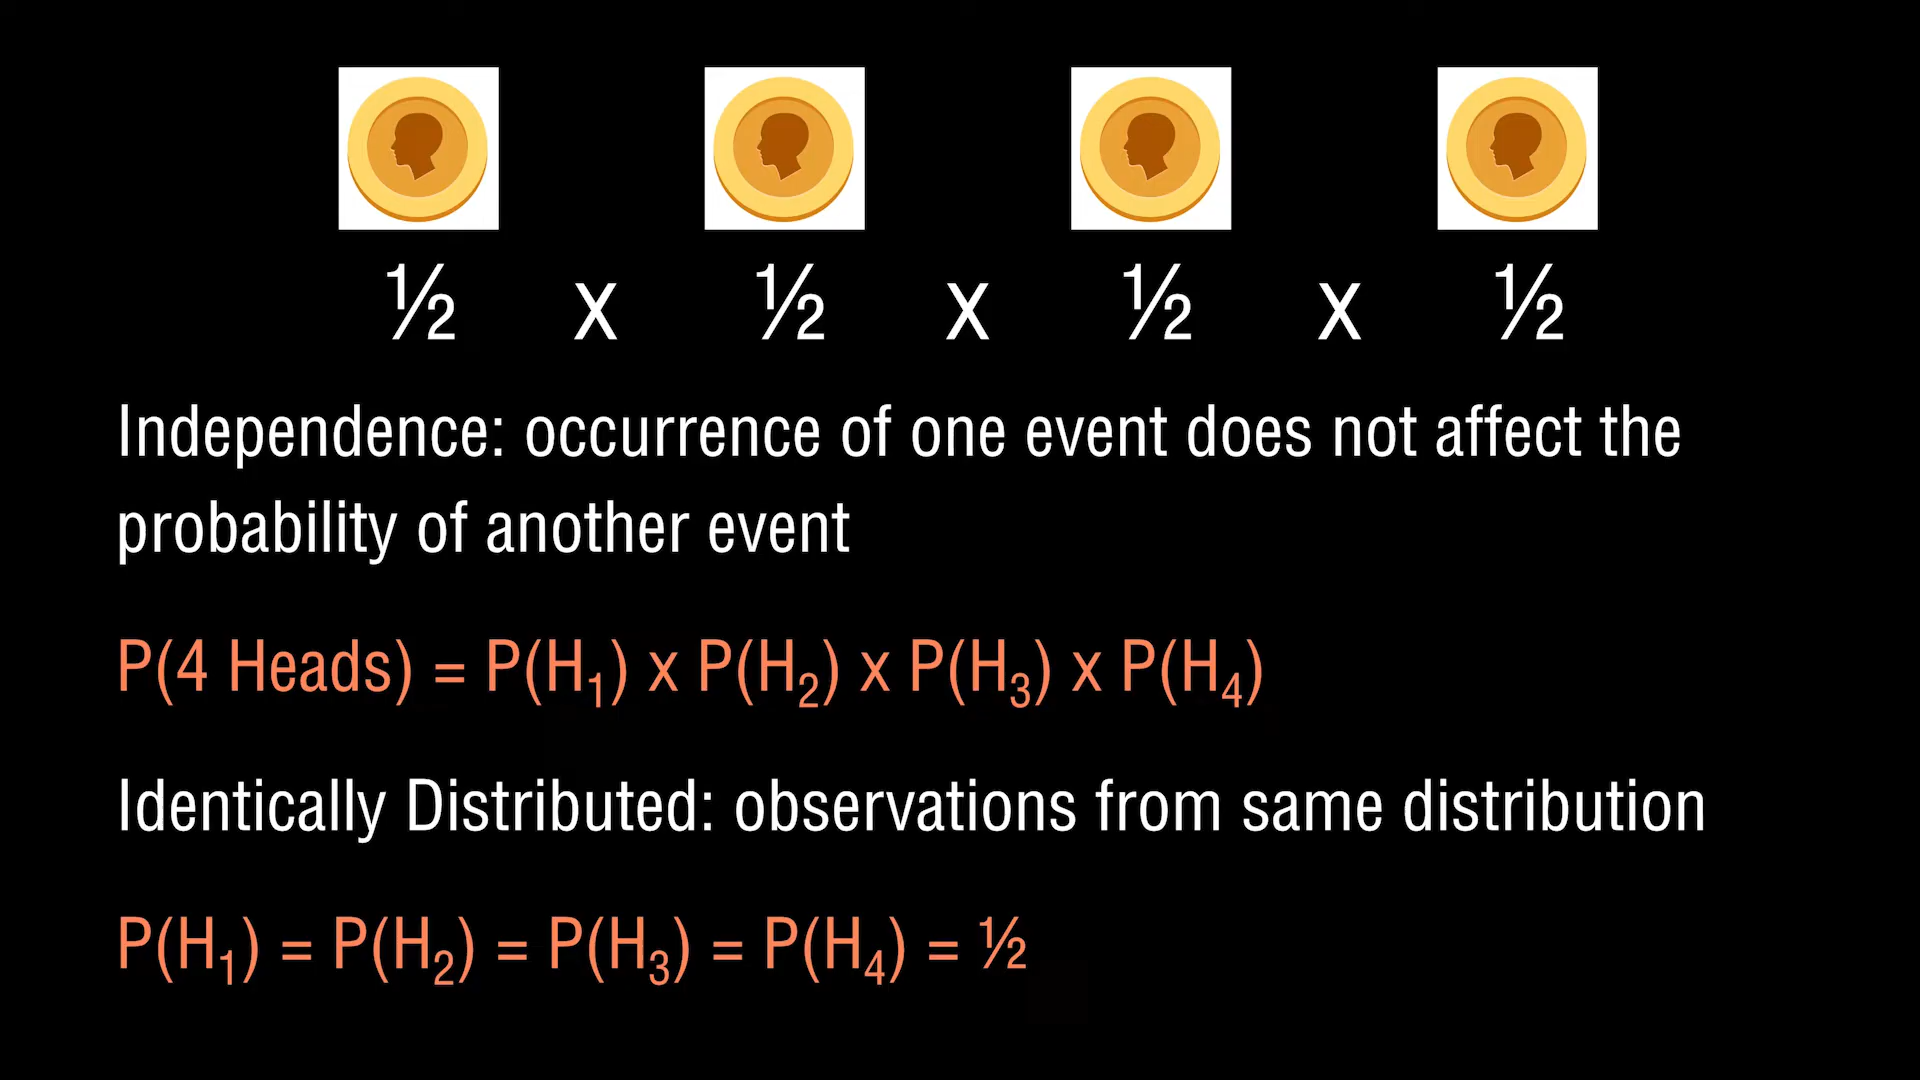 ½ x ½ x ½ x ½
Independence: occurrence of one event does not affect the
probability of another event
P(4 Heads) = P(H₁) x P(H₂) x P(H₃) x P(H₄)
Identically Distributed: observations from same distribution
P(H₁) = P(H₂) = P(H₃) = P(H₄) = ½